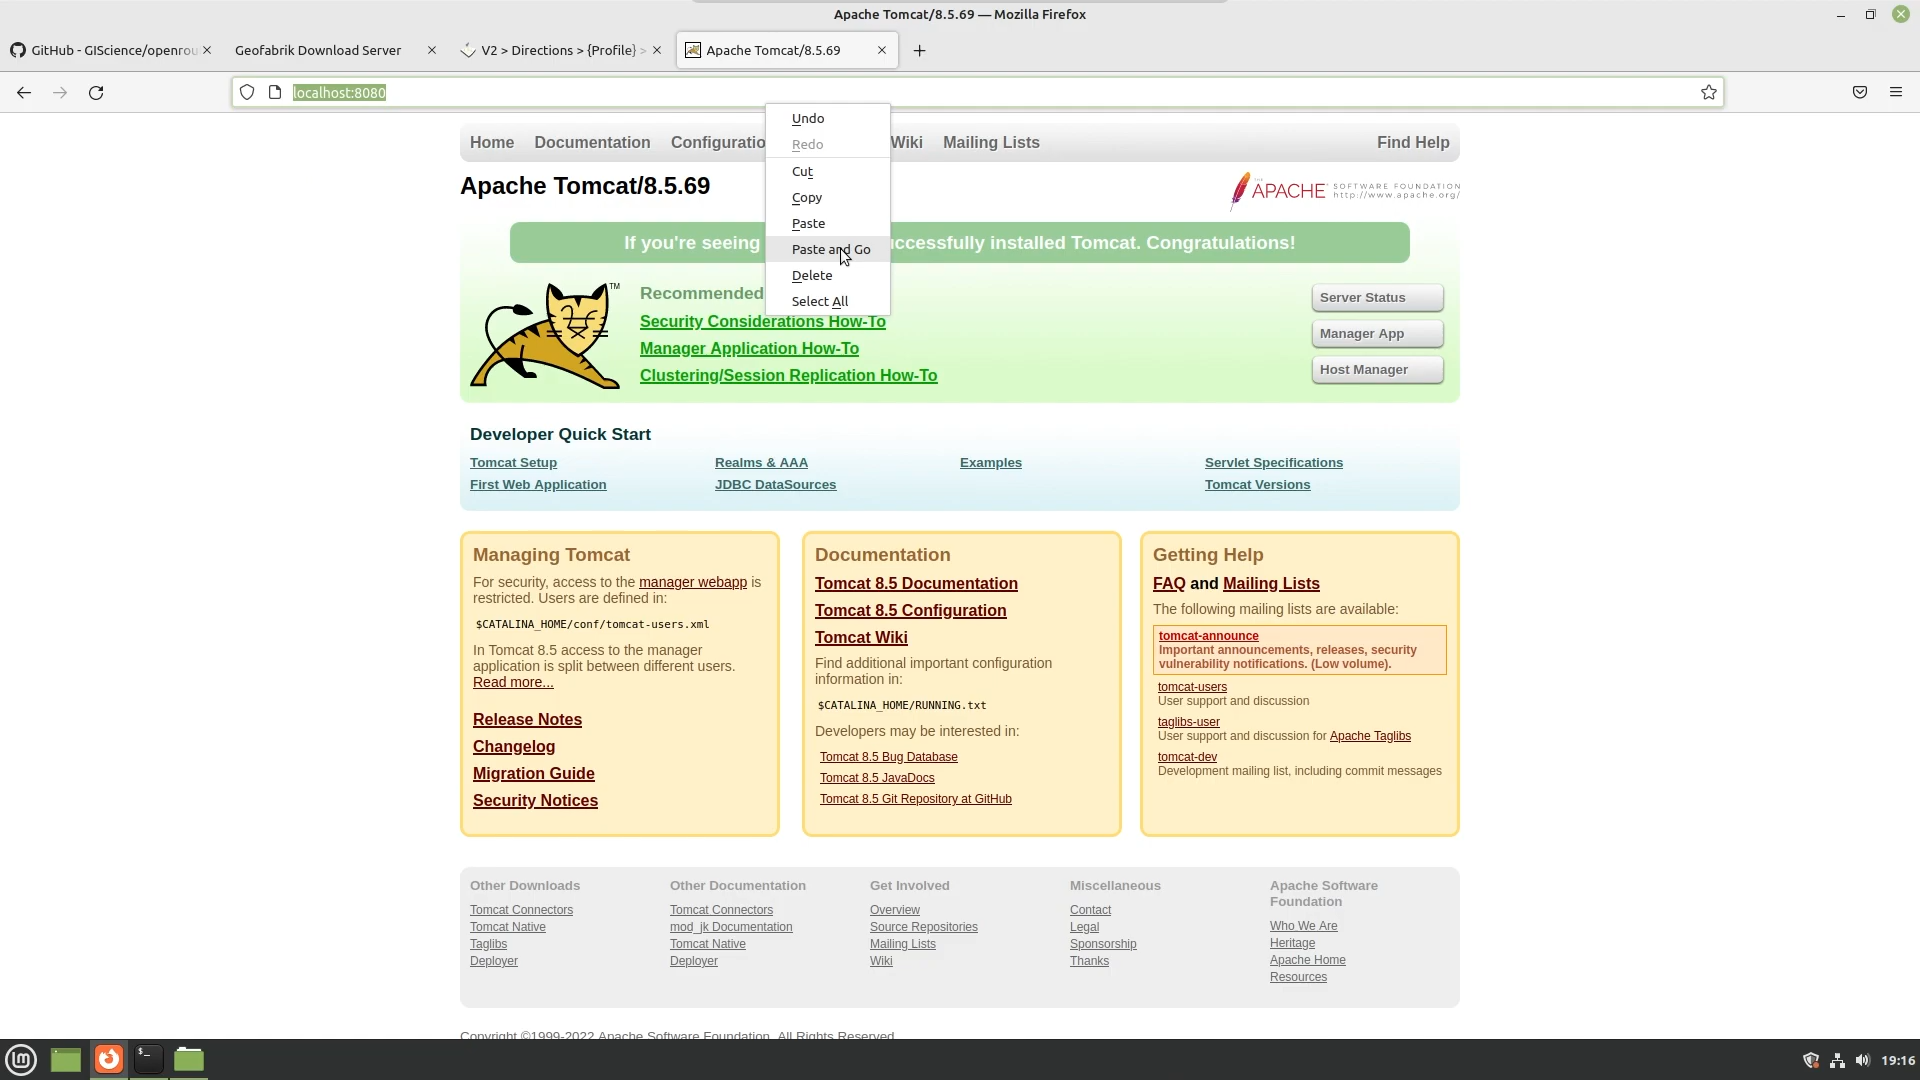 Apache Tomcat/8.5.69 — Mozilla Firefox
GitHub - GIScience/openrou
Geofabrik Download Server
V2 > Directions > {Profile} >
Apache Tomcat/8.5.69
localhost:8080
Undo
Redo
Cut
Copy
Paste
Paste and Go
Delete
Select All
Home
Documentation
Configuratio
Wiki
Mailing Lists
Find Help
Apache Tomcat/8.5.69
THE
APACHE
SOFTWARE FOUNDATION
http://www.apache.org/
If you're seeing
uccessfully installed Tomcat. Congratulations!
TM
Recommended
Security Considerations How-To
Manager Application How-To
Clustering/Session Replication How-To
Server Status
Manager App
Host Manager
Developer Quick Start
Tomcat Setup
First Web Application
Realms & AAA
JDBC DataSources
Examples
Servlet Specifications
Tomcat Versions
Managing Tomcat
For security, access to the manager webapp is
restricted. Users are defined in:
$CATALINA_HOME/conf/tomcat-users.xml
In Tomcat 8.5 access to the manager
application is split between different users.
Read more...
Release Notes
Changelog
Migration Guide
Security Notices
Documentation
Tomcat 8.5 Documentation
Tomcat 8.5 Configuration
Tomcat Wiki
Find additional important configuration
information in:
$CATALINA_HOME/RUNNING.txt
Developers may be interested in:
Tomcat 8.5 Bug Database
Tomcat 8.5 JavaDocs
Tomcat 8.5 Git Repository at GitHub
Getting Help
FAQ and Mailing Lists
The following mailing lists are available:
tomcat-announce
Important announcements, releases, security
vulnerability notifications. (Low volume).
tomcat-users
User support and discussion
taglibs-user
User support and discussion for Apache Taglibs
tomcat-dev
Development mailing list, including commit messages
Other Downloads
Tomcat Connectors
Tomcat Native
Taglibs
Deployer
Other Documentation
Tomcat Connectors
mod_jk Documentation
Tomcat Native
Deployer
Get Involved
Overview
Source Repositories
Mailing Lists
Wiki
Miscellaneous
Contact
Legal
Sponsorship
Thanks
Apache Software
Foundation
Who We Are
Heritage
Apache Home
Resources
Copyright ©1999-2022 Apache Software Foundation. All Rights Reserved
lm
$_
19:16